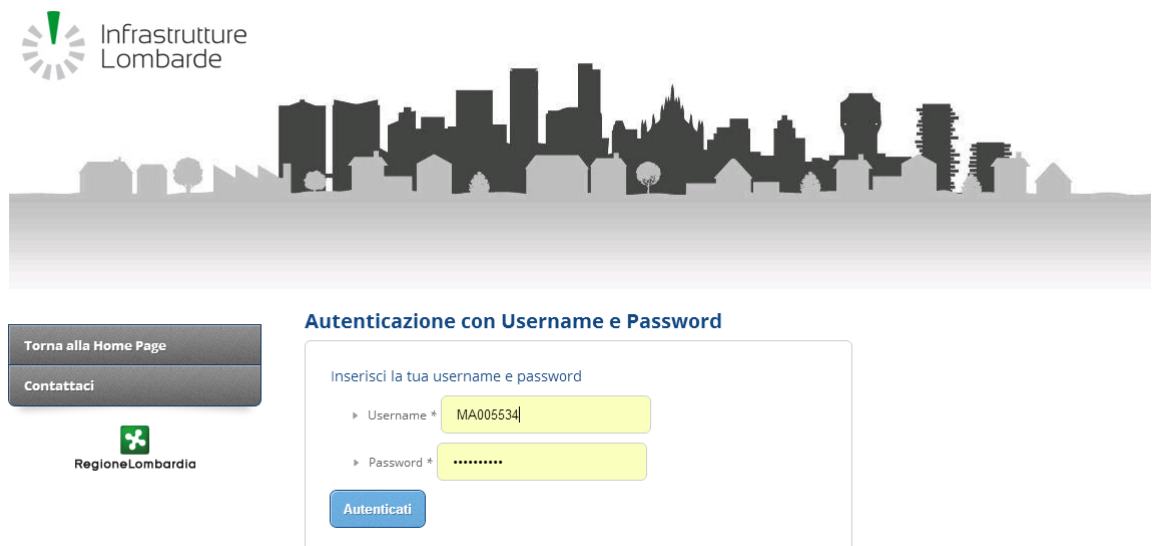 Infrastrutture
Lombarde
Torna alla Home Page
Contattaci
RegioneLombardia
Autenticazione con Username e Password
Inserisci la tua username e password
Username * MA005534
Password * ••••••••••
Autenticati